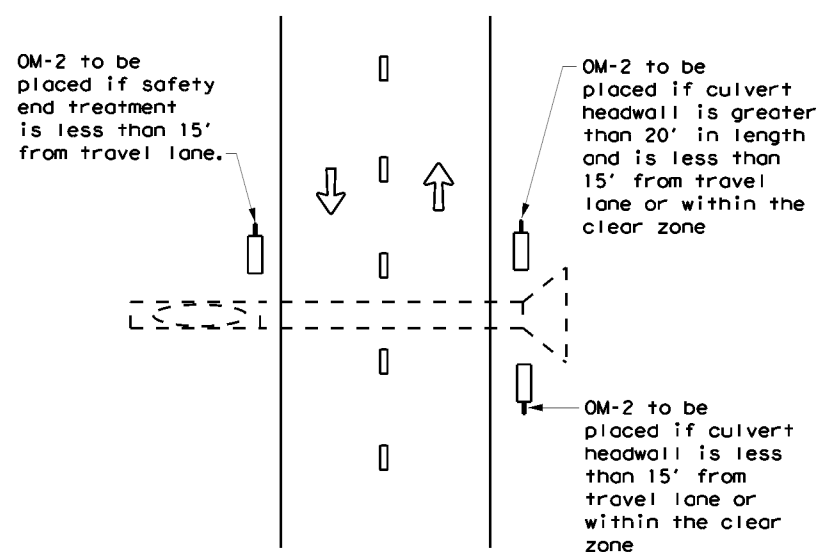 OM-2 to be
placed if safety
end treatment
is less than 15'
from travel lane.
OM-2 to be
placed if culvert
headwall is greater
than 20' in length
and is less than
15' from travel
lane or within the
clear zone
OM-2 to be
placed if culvert
headwall is less
than 15' from
travel lane or
within the clear
zone